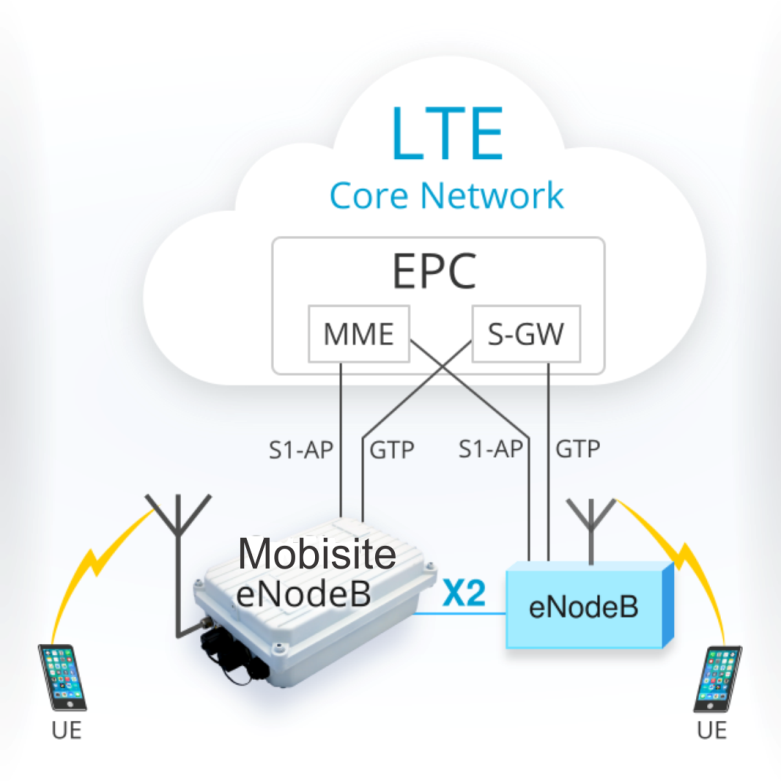 LTE
Core Network
EPC
MME
S-GW
S1-AP
GTP
S1-AP
GTP
Mobisite
eNodeB
X2
eNodeB
UE
UE